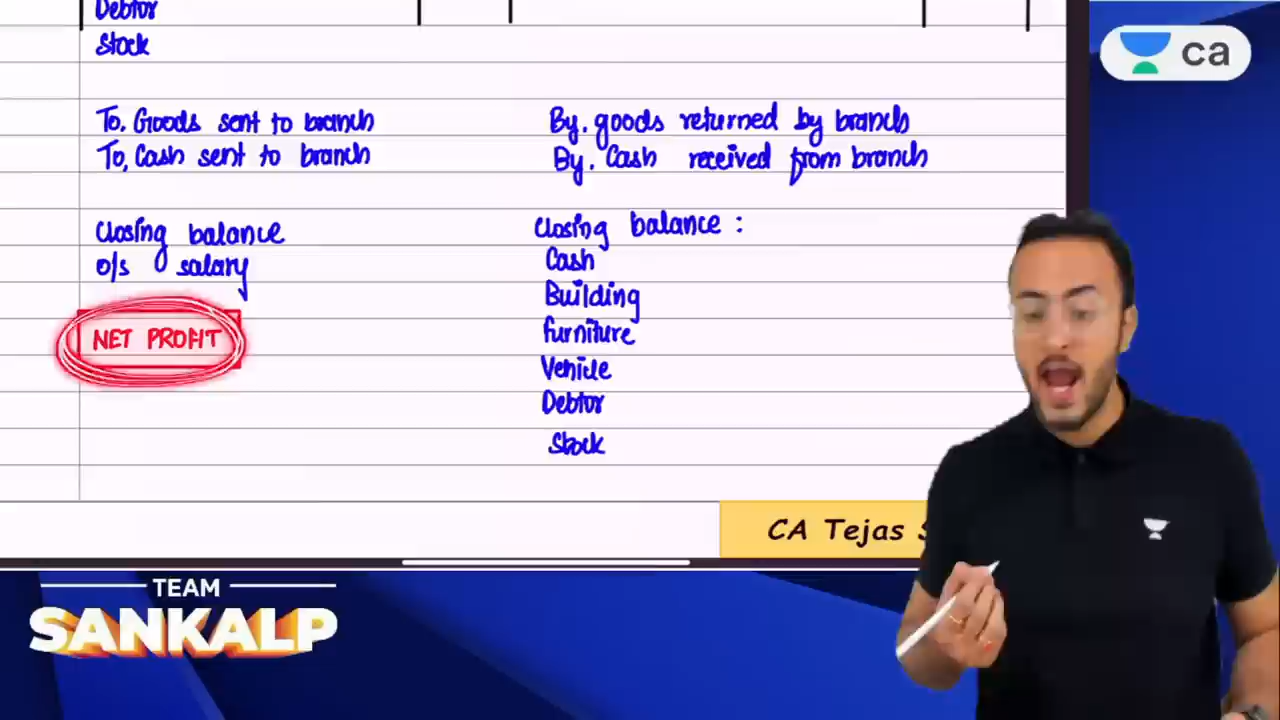 Debtor
Stock
To, Goods sent to branch
To, Cash sent to branch
By. goods returned by branch
By. Cash received from branch
Closing balance
o/s salary
NET PROFIT
Closing balance :
Cash
Building
furniture
Vehicle
Debtor
Stock
CA Tejas
TEAM
SANKALP
ca